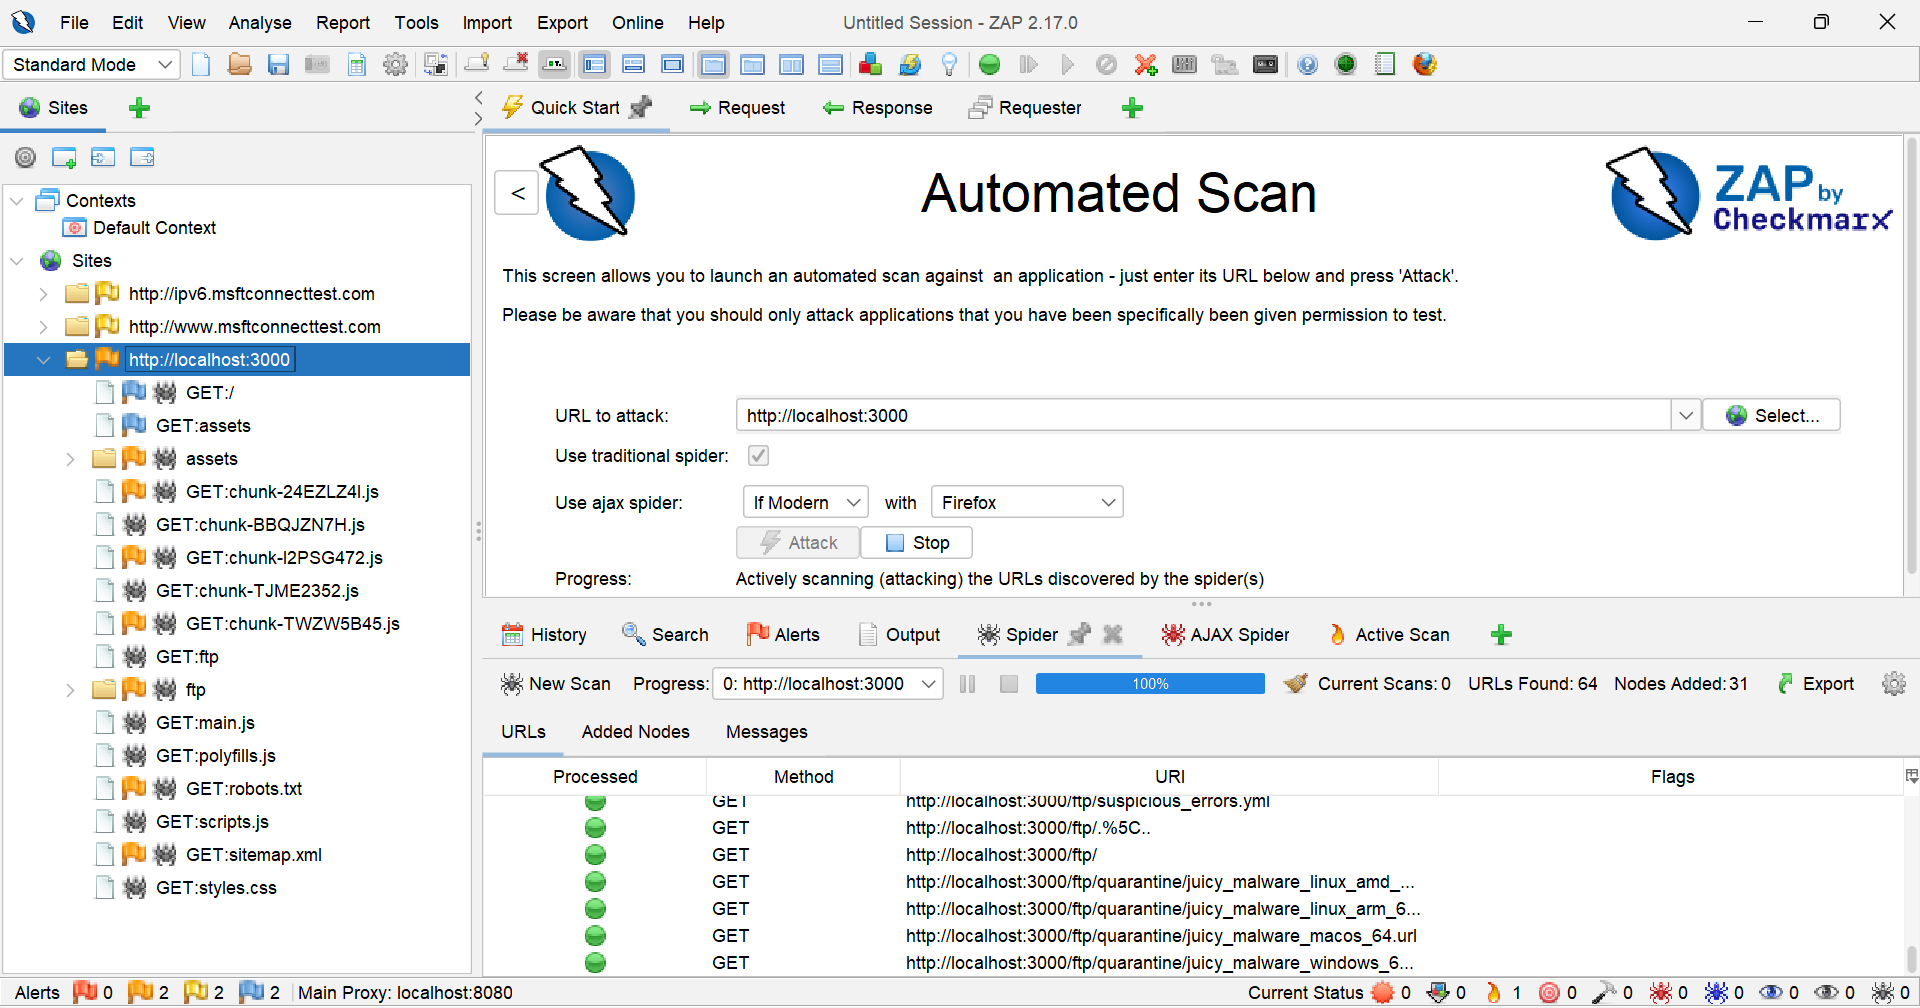 File Edit View Analyse Report Tools Import Export Online Help
Untitled Session - ZAP 2.17.0
Standard Mode
Sites
Quick Start Request Response Requester
Contexts
Default Context
Sites
http://ipv6.msftconnecttest.com
http://www.msftconnecttest.com
http://localhost:3000
GET:/
GET:assets
assets
GET:chunk-24EZLZ4I.js
GET:chunk-BBQJZN7H.js
GET:chunk-I2PSG472.js
GET:chunk-TJME2352.js
GET:chunk-TWZW5B45.js
GET:ftp
ftp
GET:main.js
GET:polyfills.js
GET:robots.txt
GET:scripts.js
GET:sitemap.xml
GET:styles.css
<
Automated Scan
ZAP by
Checkmarx
This screen allows you to launch an automated scan against  an application - just enter its URL below and press 'Attack'.
Please be aware that you should only attack applications that you have been specifically been given permission to test.
URL to attack: http://localhost:3000 Select...
Use traditional spider:
Use ajax spider: If Modern with Firefox
Attack Stop
Progress: Actively scanning (attacking) the URLs discovered by the spider(s)
History Search Alerts Output Spider AJAX Spider Active Scan
New Scan Progress: 0: http://localhost:3000 100% Current Scans: 0 URLs Found: 64 Nodes Added: 31 Export
URLs Added Nodes Messages
Processed Method URI Flags
GET http://localhost:3000/ftp/suspicious_errors.yml
GET http://localhost:3000/ftp/.%5C..
GET http://localhost:3000/ftp/
GET http://localhost:3000/ftp/quarantine/juicy_malware_linux_amd_...
GET http://localhost:3000/ftp/quarantine/juicy_malware_linux_arm_6...
GET http://localhost:3000/ftp/quarantine/juicy_malware_macos_64.url
GET http://localhost:3000/ftp/quarantine/juicy_malware_windows_6...
Alerts 0 2 2 2 Main Proxy: localhost:8080 Current Status 0 0 1 0 0 0 0 0 0 0